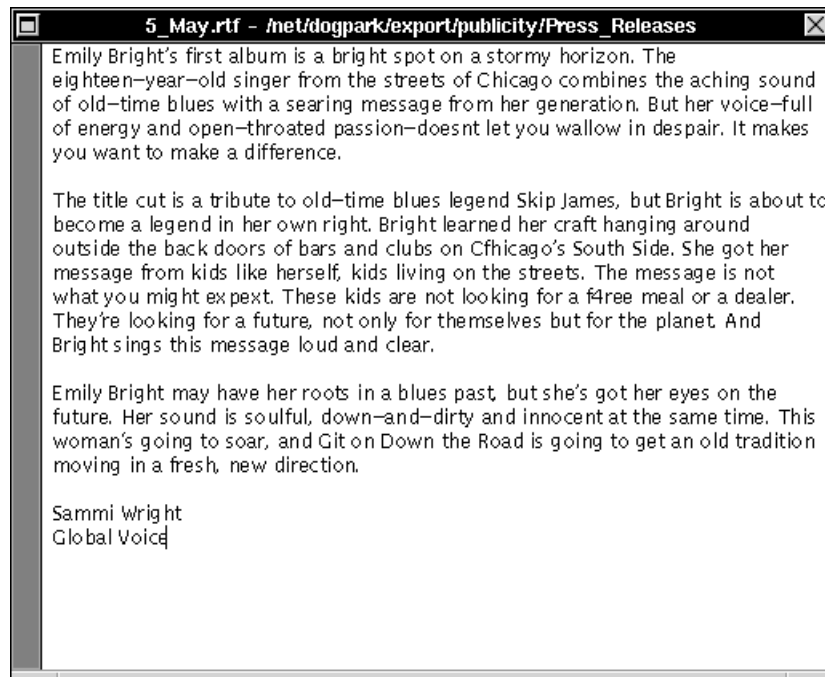 5_May.rtf – /net/dogpark/export/publicity/Press_Releases
Emily Bright's first album is a bright spot on a stormy horizon. The
eighteen–year–old singer from the streets of Chicago combines the aching sound
of old–time blues with a searing message from her generation. But her voice–full
of energy and open–throated passion–doesnt let you wallow in despair. It makes
you want to make a difference.

The title cut is a tribute to old–time blues legend Skip James, but Bright is about to
become a legend in her own right. Bright learned her craft hanging around
outside the back doors of bars and clubs on Cfhicago's South Side. She got her
message from kids like herself, kids living on the streets. The message is not
what you might expext. These kids are not looking for a f4ree meal or a dealer.
They're looking for a future, not only for themselves but for the planet. And
Bright sings this message loud and clear.

Emily Bright may have her roots in a blues past, but she's got her eyes on the
future. Her sound is soulful, down–and–dirty and innocent at the same time. This
woman's going to soar, and Git on Down the Road is going to get an old tradition
moving in a fresh, new direction.

Sammi Wright
Global Voice